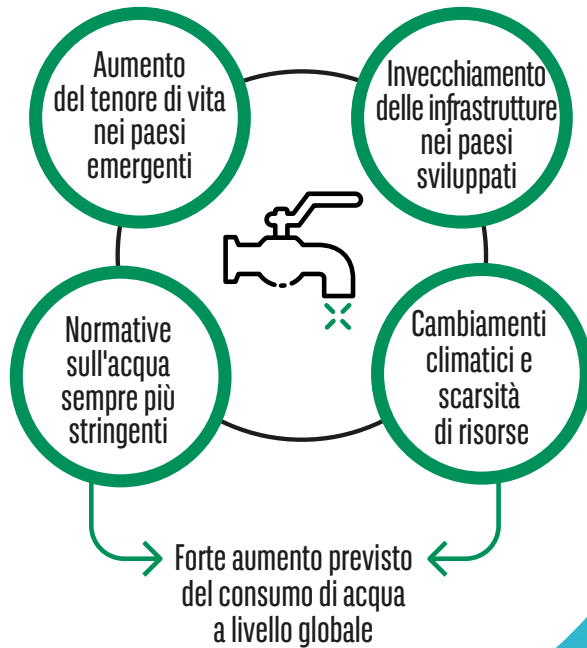 Aumento
del tenore di vita
nei paesi
emergenti
Invecchiamento
delle infrastrutture
nei paesi
sviluppati
Normative
sull'acqua
sempre più
stringenti
Cambiamenti
climatici e
scarsità
di risorse
Forte aumento previsto
del consumo di acqua
a livello globale